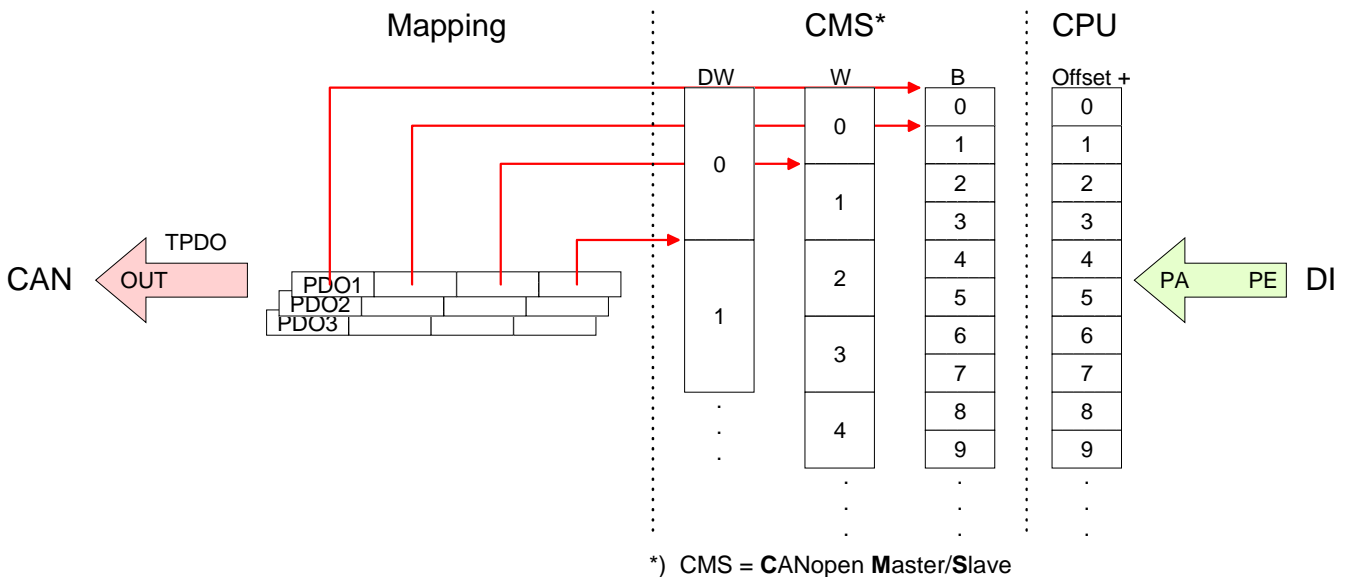 Mapping
CMS*
CPU
DW
W
B
Offset +
0
1
0
1
2
3
4
0
1
2
3
4
5
6
7
8
9
0
1
2
3
4
5
6
7
8
9
CAN
OUT
TPDO
PDO1
PDO2
PDO3
PA PE
DI
*) CMS = CANopen Master/Slave